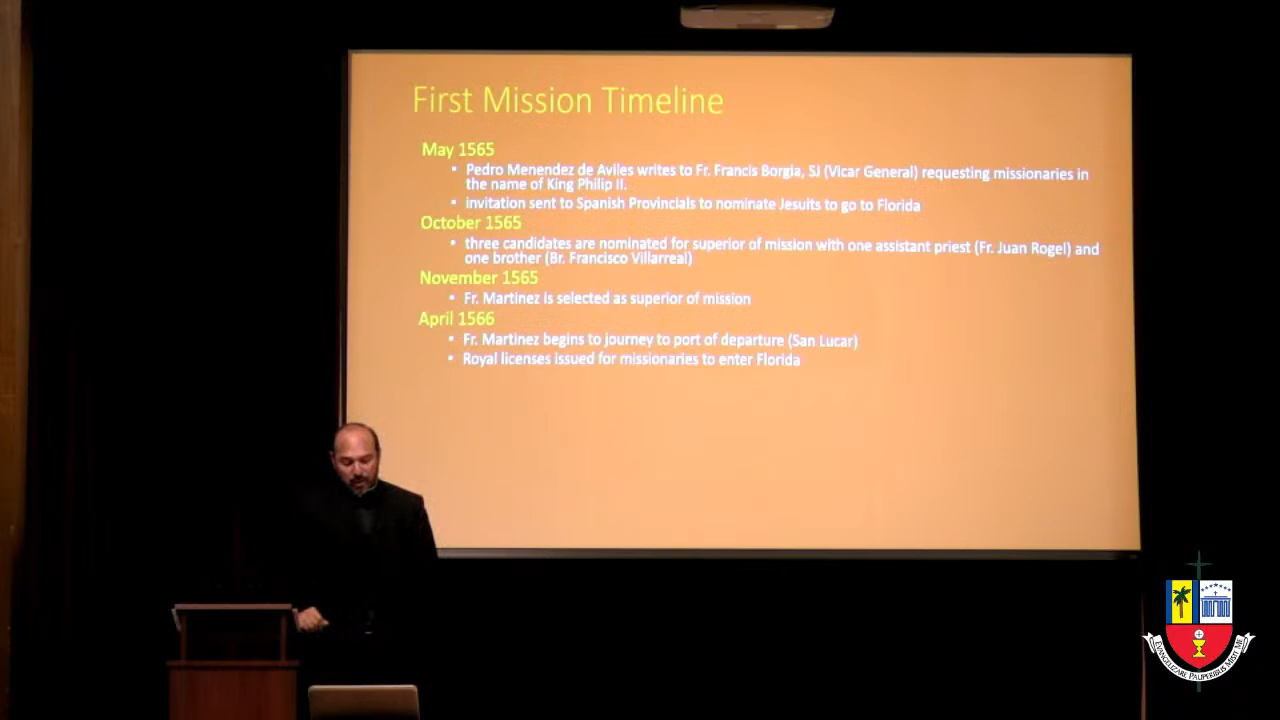 First Mission Timeline
May 1565
• Pedro Menendez de Aviles writes to Fr. Francis Borgia, SJ (Vicar General) requesting missionaries in
the name of King Philip II.
• invitation sent to Spanish Provincials to nominate Jesuits to go to Florida
October 1565
• three candidates are nominated for superior of mission with one assistant priest (Fr. Juan Rogel) and
one brother (Br. Francisco Villarreal)
November 1565
• Fr. Martinez is selected as superior of mission
April 1566
• Fr. Martinez begins to journey to port of departure (San Lucar)
• Royal licenses issued for missionaries to enter Florida
EVANGELIZARE PAUPERIBUS MISIT ME